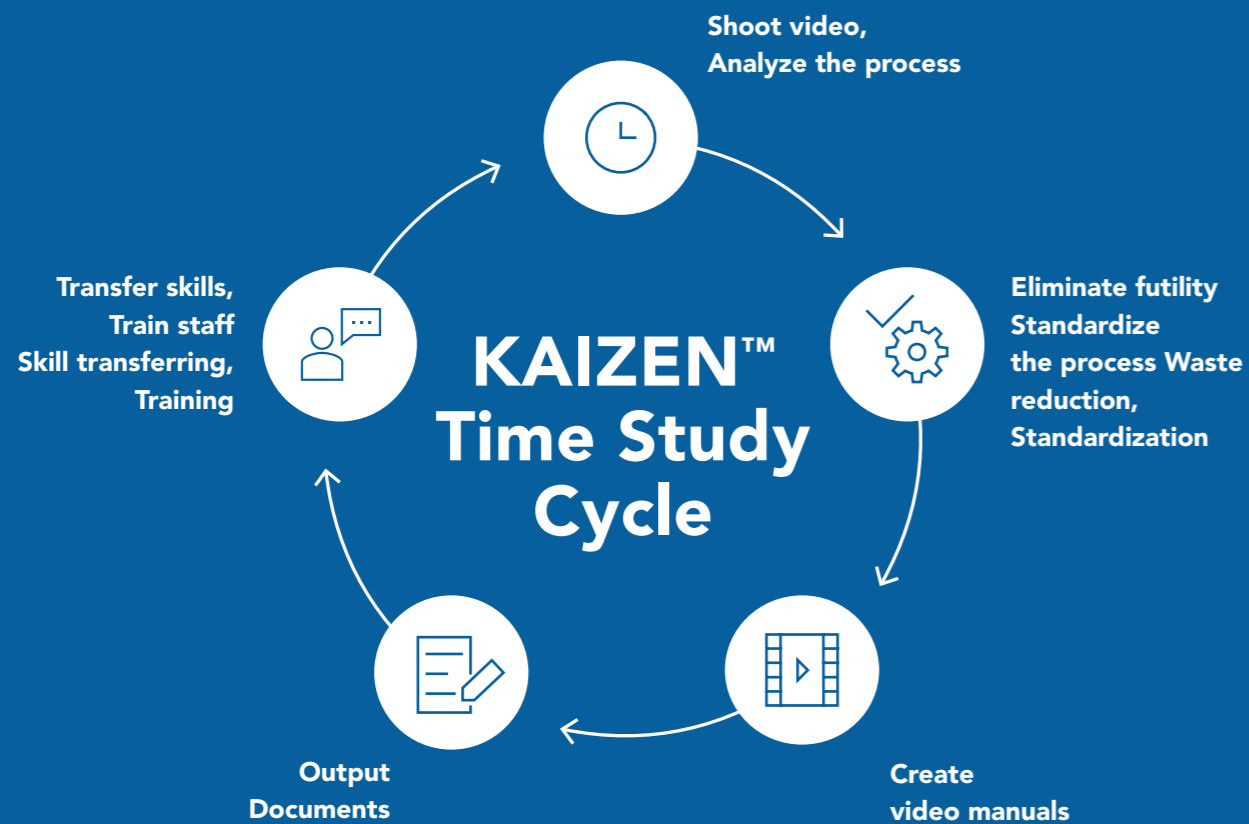 Shoot video,
Analyze the process
Eliminate futility
Standardize
the process Waste
reduction,
Standardization
Create
video manuals
Output
Documents
Transfer skills,
Train staff
Skill transferring,
Training
KAIZEN™
Time Study
Cycle